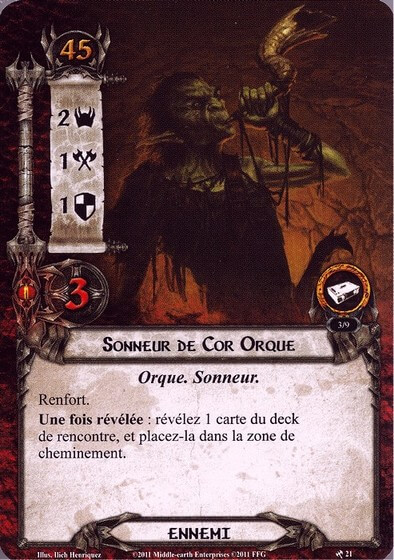 45
2
1
1
3
3/9
Sonneur de Cor Orque
Orque. Sonneur.
Renfort.
Une fois révélée : révélez 1 carte du deck
de rencontre, et placez-la dans la zone de
cheminement.
ENNEMI
Illus. Ilich Henriquez ©2011 Middle-earth Enterprises ©2011 FFG 21